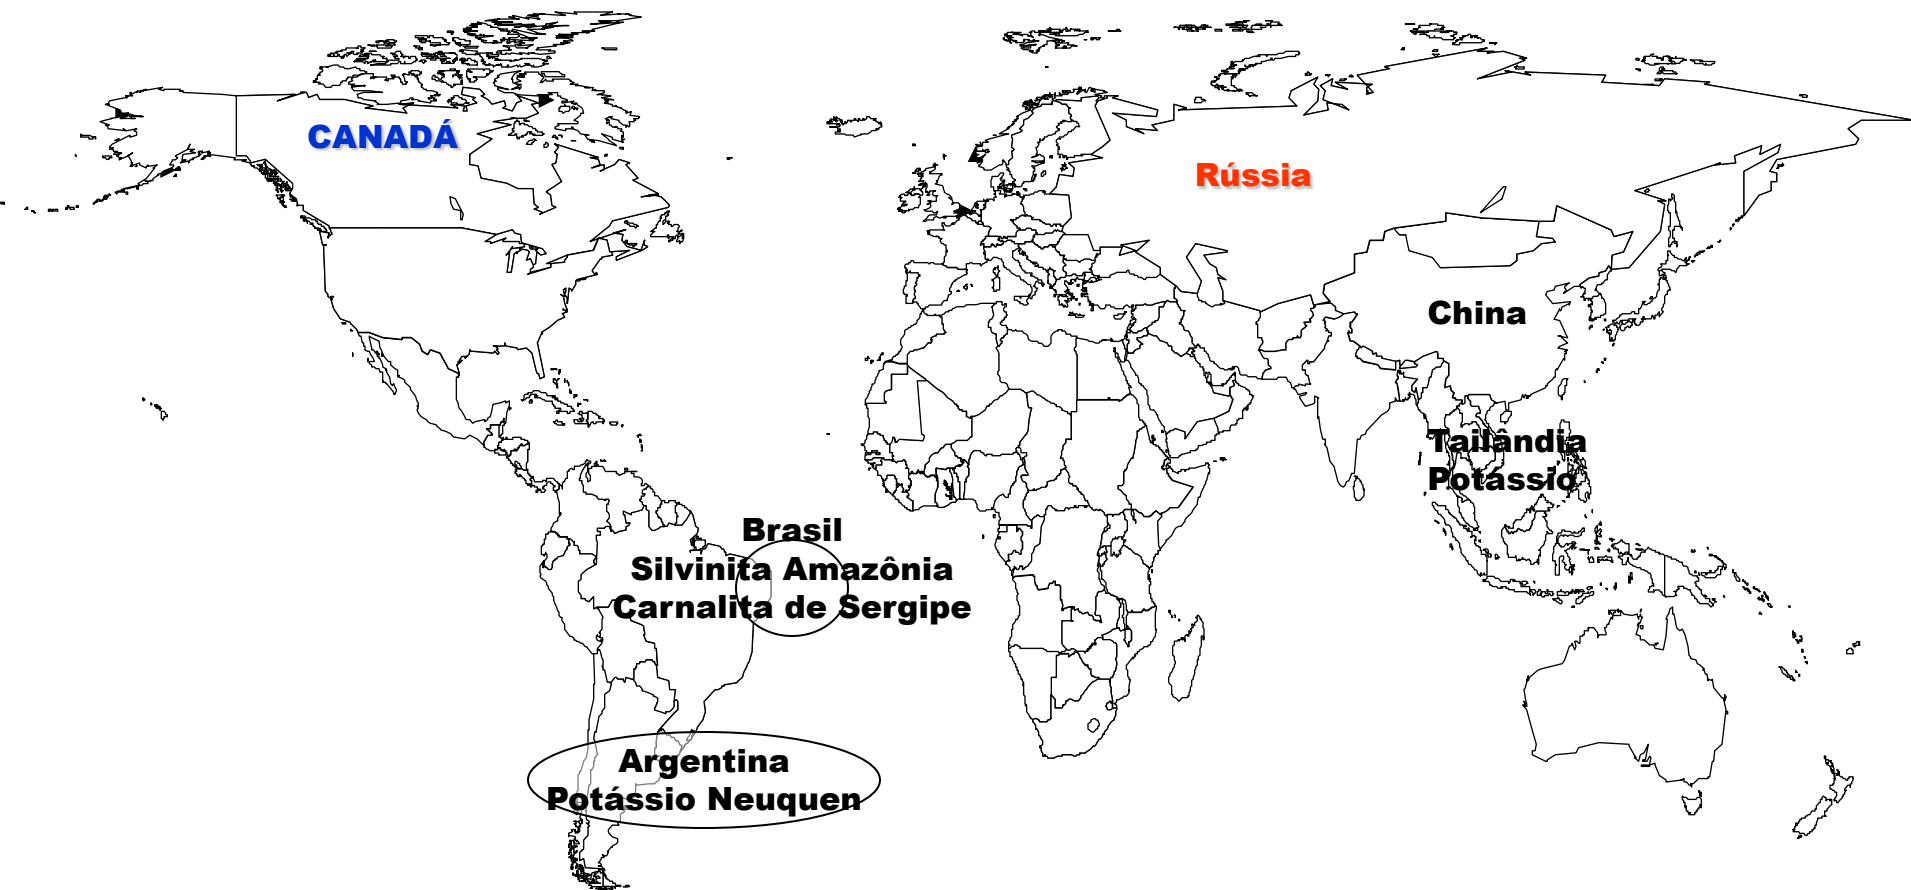 CANADÁ
Rússia
China
Tailândia
Potássio
Brasil
Silvinita Amazônia
Carnalita de Sergipe
Argentina
Potássio Neuquen